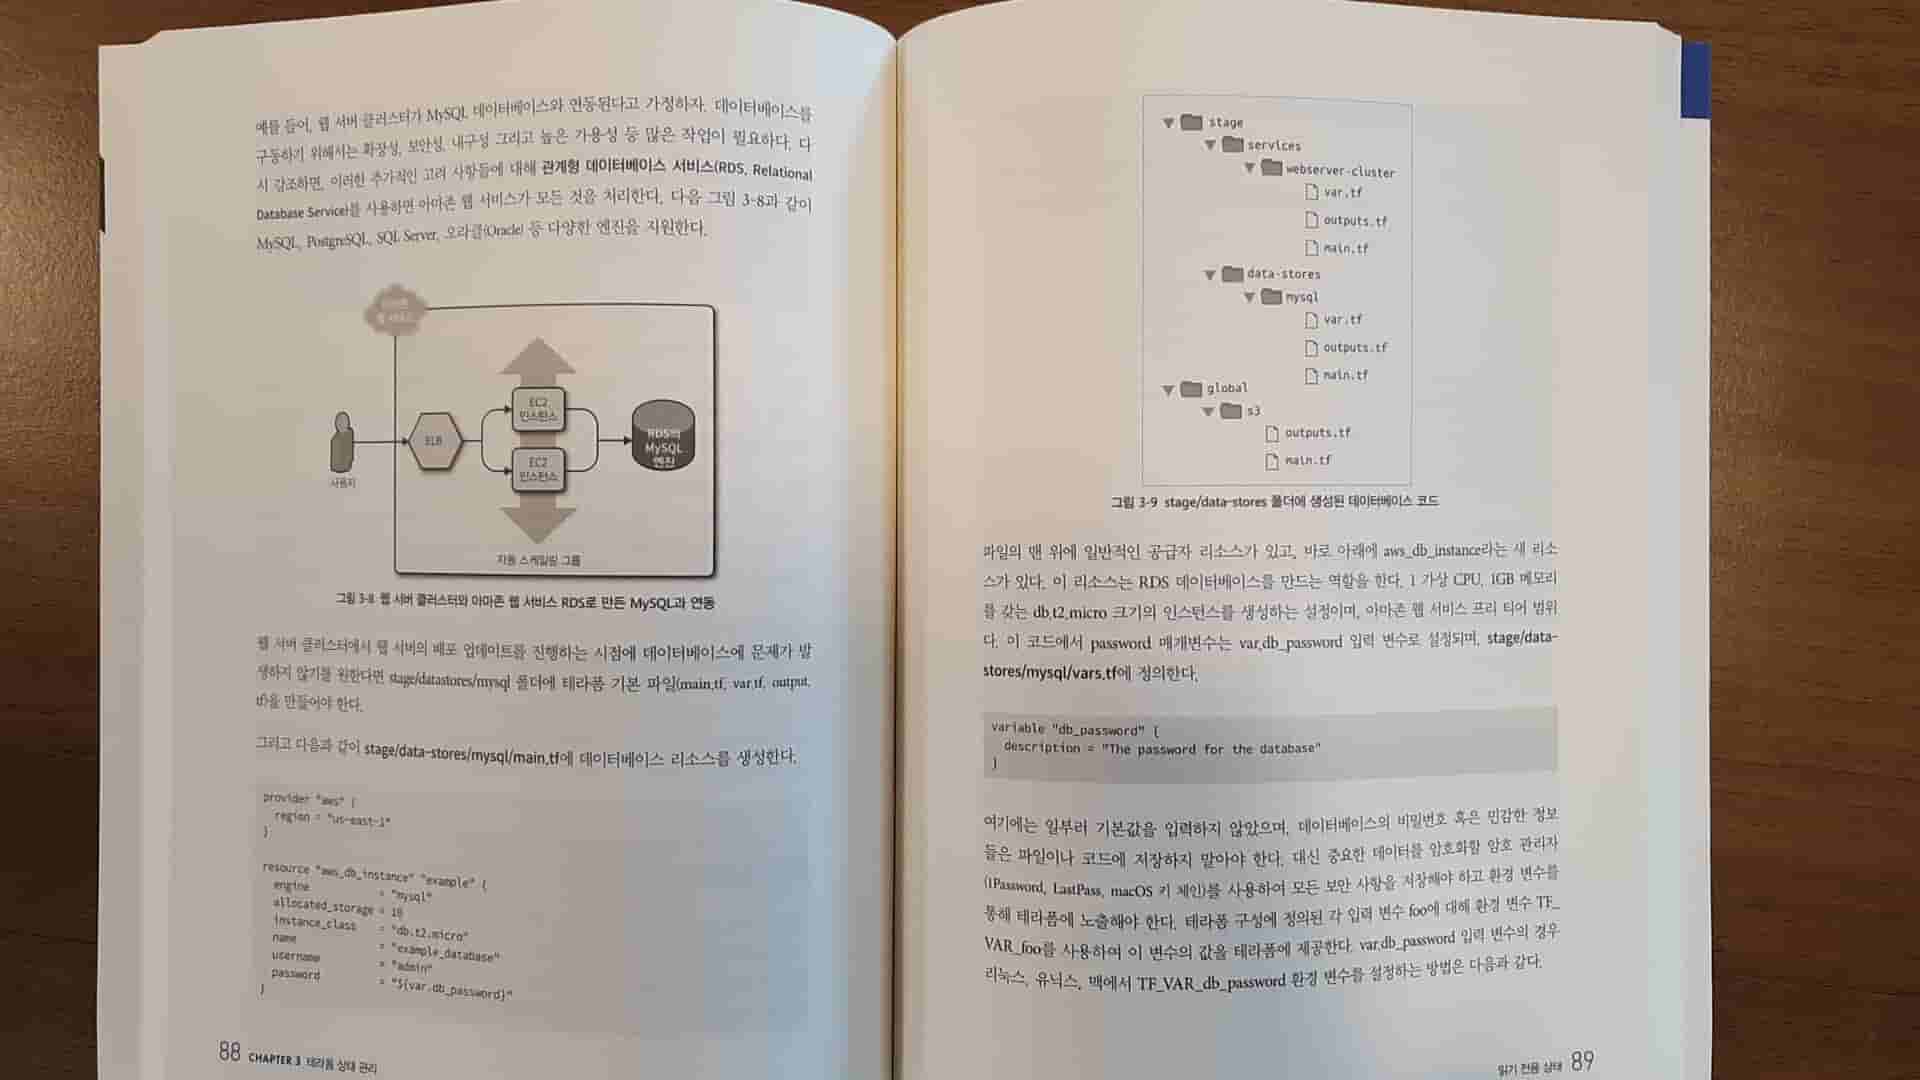 예를 들어, 웹 서버 클러스터가 MySQL 데이터베이스와 연동된다고 가정하자. 데이터베이스를
구동하기 위해서는 확장성, 보안성, 내구성 그리고 높은 가용성 등 많은 작업이 필요하다. 다
시 강조하면, 이러한 추가적인 고려 사항들에 대해 관계형 데이터베이스 서비스(RDS, Relational
Database Service)를 사용하면 아마존 웹 서비스가 모든 것을 처리한다. 다음 그림 3-8과 같이
MySQL, PostgreSQL, SQL Server, 오라클(Oracle) 등 다양한 엔진을 지원한다.
웹 서비스
사용자
ELB
EC2
인스턴스
EC2
인스턴스
RDS의
MySQL
엔진
자동 스케일링 그룹
그림 3-8 웹 서버 클러스터와 아마존 웹 서비스 RDS로 만든 MySQL과 연동
웹 서버 클러스터에서 웹 서버의 배포 업데이트를 진행하는 시점에 데이터베이스에 문제가 발
생하지 않기를 원한다면 stage/datastores/mysql 폴더에 테라폼 기본 파일(main.tf, var.tf, output.
tf)을 만들어야 한다.
그리고 다음과 같이 stage/data-stores/mysql/main.tf에 데이터베이스 리소스를 생성한다.
provider "aws" {
region = "us-east-1"
}
resource "aws_db_instance" "example" {
engine = "mysql"
allocated_storage = 10
instance_class = "db.t2.micro"
name = "example_database"
username = "admin"
password = "${var.db_password}"
}
88 CHAPTER 3 테라폼 상태 관리
stage
services
webserver-cluster
var.tf
outputs.tf
main.tf
data-stores
mysql
var.tf
outputs.tf
main.tf
global
s3
outputs.tf
main.tf
그림 3-9 stage/data-stores 폴더에 생성된 데이터베이스 코드
파일의 맨 위에 일반적인 공급자 리소스가 있고, 바로 아래에 aws_db_instance라는 새 리소
스가 있다. 이 리소스는 RDS 데이터베이스를 만드는 역할을 한다. 1 가상 CPU, 1GB 메모리
를 갖는 db.t2.micro 크기의 인스턴스를 생성하는 설정이며, 아마존 웹 서비스 프리 티어 범위
다. 이 코드에서 password 매개변수는 var.db_password 입력 변수로 설정되며, stage/data-
stores/mysql/vars.tf에 정의한다.
variable "db_password" {
description = "The password for the database"
}
여기에는 일부러 기본값을 입력하지 않았으며, 데이터베이스의 비밀번호 혹은 민감한 정보
들은 파일이나 코드에 저장하지 말아야 한다. 대신 중요한 데이터를 암호화할 암호 관리자
(1Password, LastPass, macOS 키 체인)를 사용하여 모든 보안 사항을 저장해야 하고 환경 변수를
통해 테라폼에 노출해야 한다. 테라폼 구성에 정의된 각 입력 변수 foo에 대해 환경 변수 TF_
VAR_foo를 사용하여 이 변수의 값을 테라폼에 제공한다. var.db_password 입력 변수의 경우
리눅스, 유닉스, 맥에서 TF_VAR_db_password 환경 변수를 설정하는 방법은 다음과 같다.
읽기 전용 상태 89